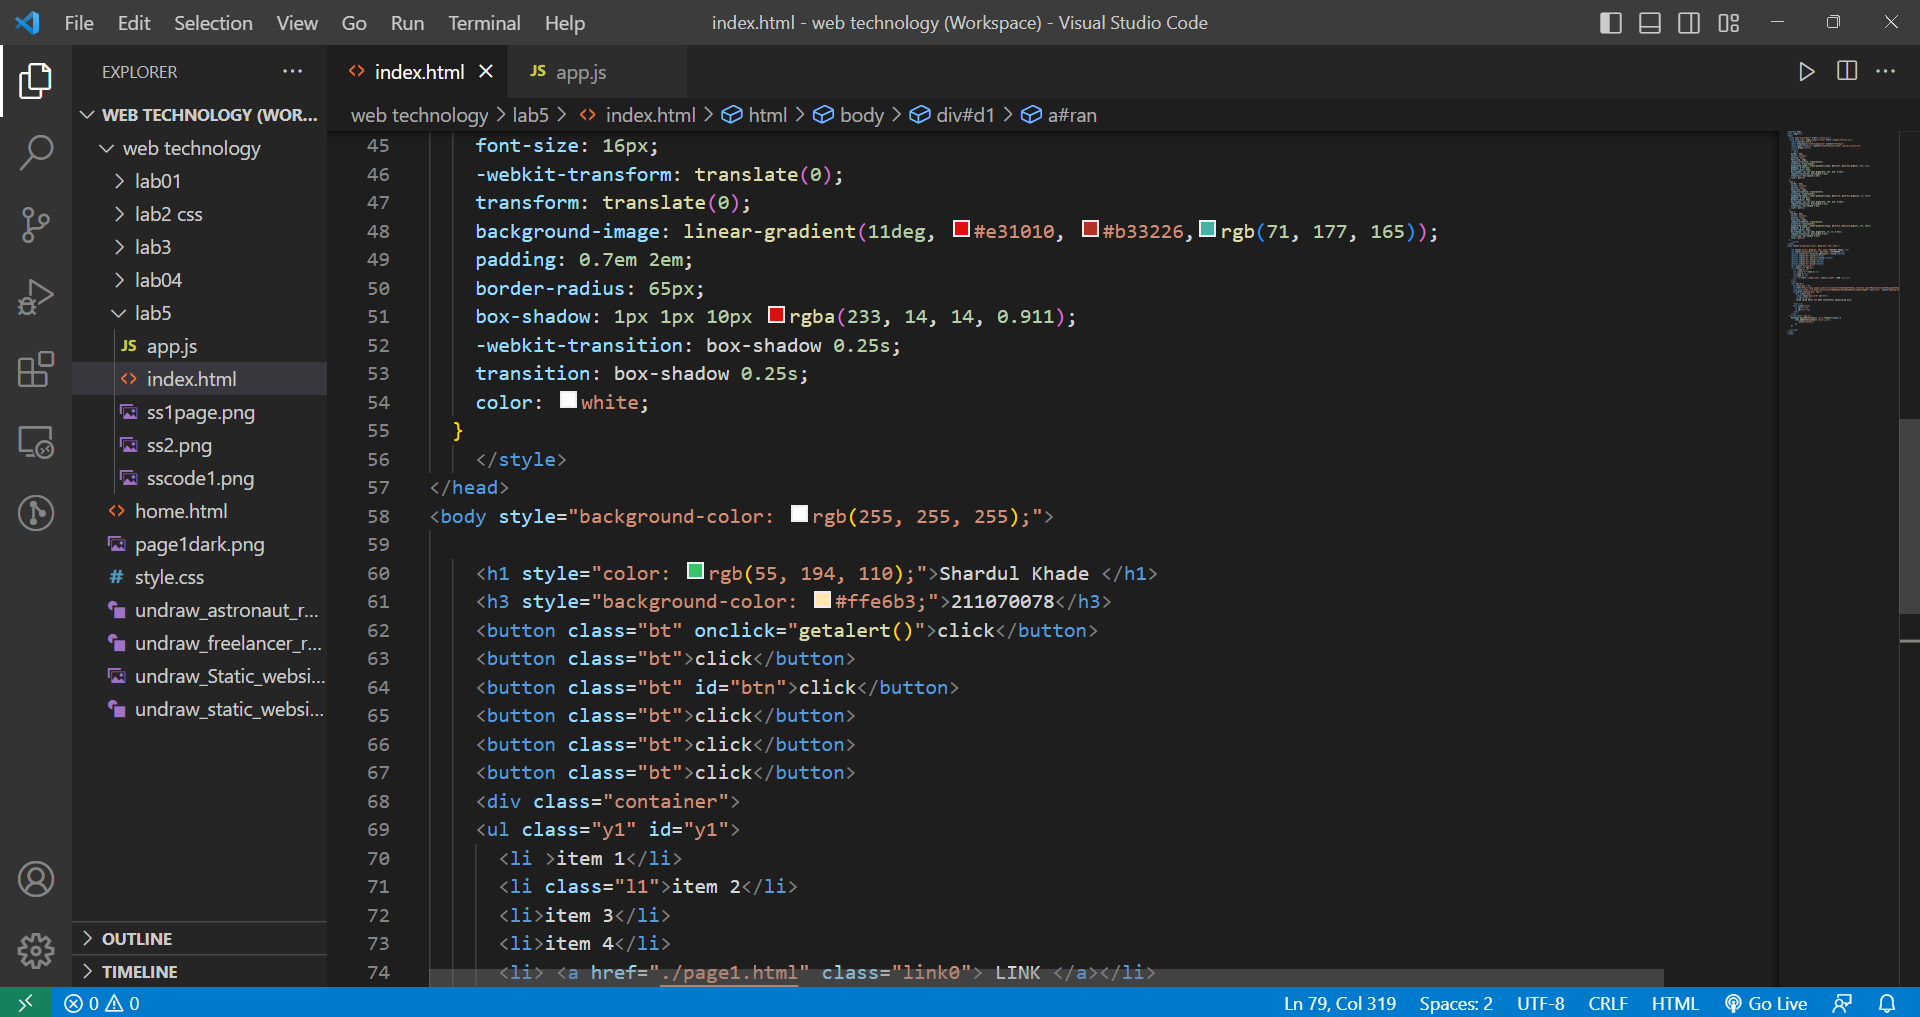 File Edit Selection View Go Run Terminal Help
index.html - web technology (Workspace) - Visual Studio Code
EXPLORER
WEB TECHNOLOGY (WOR...
web technology
lab01
lab2 css
lab3
lab04
lab5
JS app.js
<> index.html
ss1page.png
ss2.png
sscode1.png
<> home.html
page1dark.png
# style.css
undraw_astronaut_r...
undraw_freelancer_r...
undraw_Static_websi...
undraw_static_websi...
OUTLINE
TIMELINE
<> index.html
JS app.js
web technology > lab5 > <> index.html > html > body > div#d1 > a#ran
45 font-size: 16px;
46 -webkit-transform: translate(0);
47 transform: translate(0);
48 background-image: linear-gradient(11deg, #e31010, #b33226,rgb(71, 177, 165));
49 padding: 0.7em 2em;
50 border-radius: 65px;
51 box-shadow: 1px 1px 10px rgba(233, 14, 14, 0.911);
52 -webkit-transition: box-shadow 0.25s;
53 transition: box-shadow 0.25s;
54 color: white;
55 }
56 </style>
57 </head>
58 <body style="background-color: rgb(255, 255, 255);">
59
60 <h1 style="color: rgb(55, 194, 110);">Shardul Khade </h1>
61 <h3 style="background-color: #ffe6b3;">211070078</h3>
62 <button class="bt" onclick="getalert()">click</button>
63 <button class="bt">click</button>
64 <button class="bt" id="btn">click</button>
65 <button class="bt">click</button>
66 <button class="bt">click</button>
67 <button class="bt">click</button>
68 <div class="container">
69 <ul class="y1" id="y1">
70 <li >item 1</li>
71 <li class="l1">item 2</li>
72 <li>item 3</li>
73 <li>item 4</li>
74 <li> <a href="./page1.html" class="link0"> LINK </a></li>
0 0
Ln 79, Col 319 Spaces: 2 UTF-8 CRLF HTML Go Live